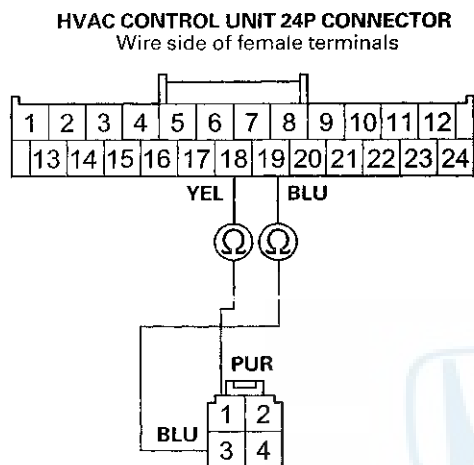 HVAC CONTROL UNIT 24P CONNECTOR
Wire side of female terminals
1 2 3 4 5 6 7 8 9 10 11 12
13 14 15 16 17 18 19 20 21 22 23 24
YEL BLU
Ω Ω
PUR
1 2
BLU 3 4